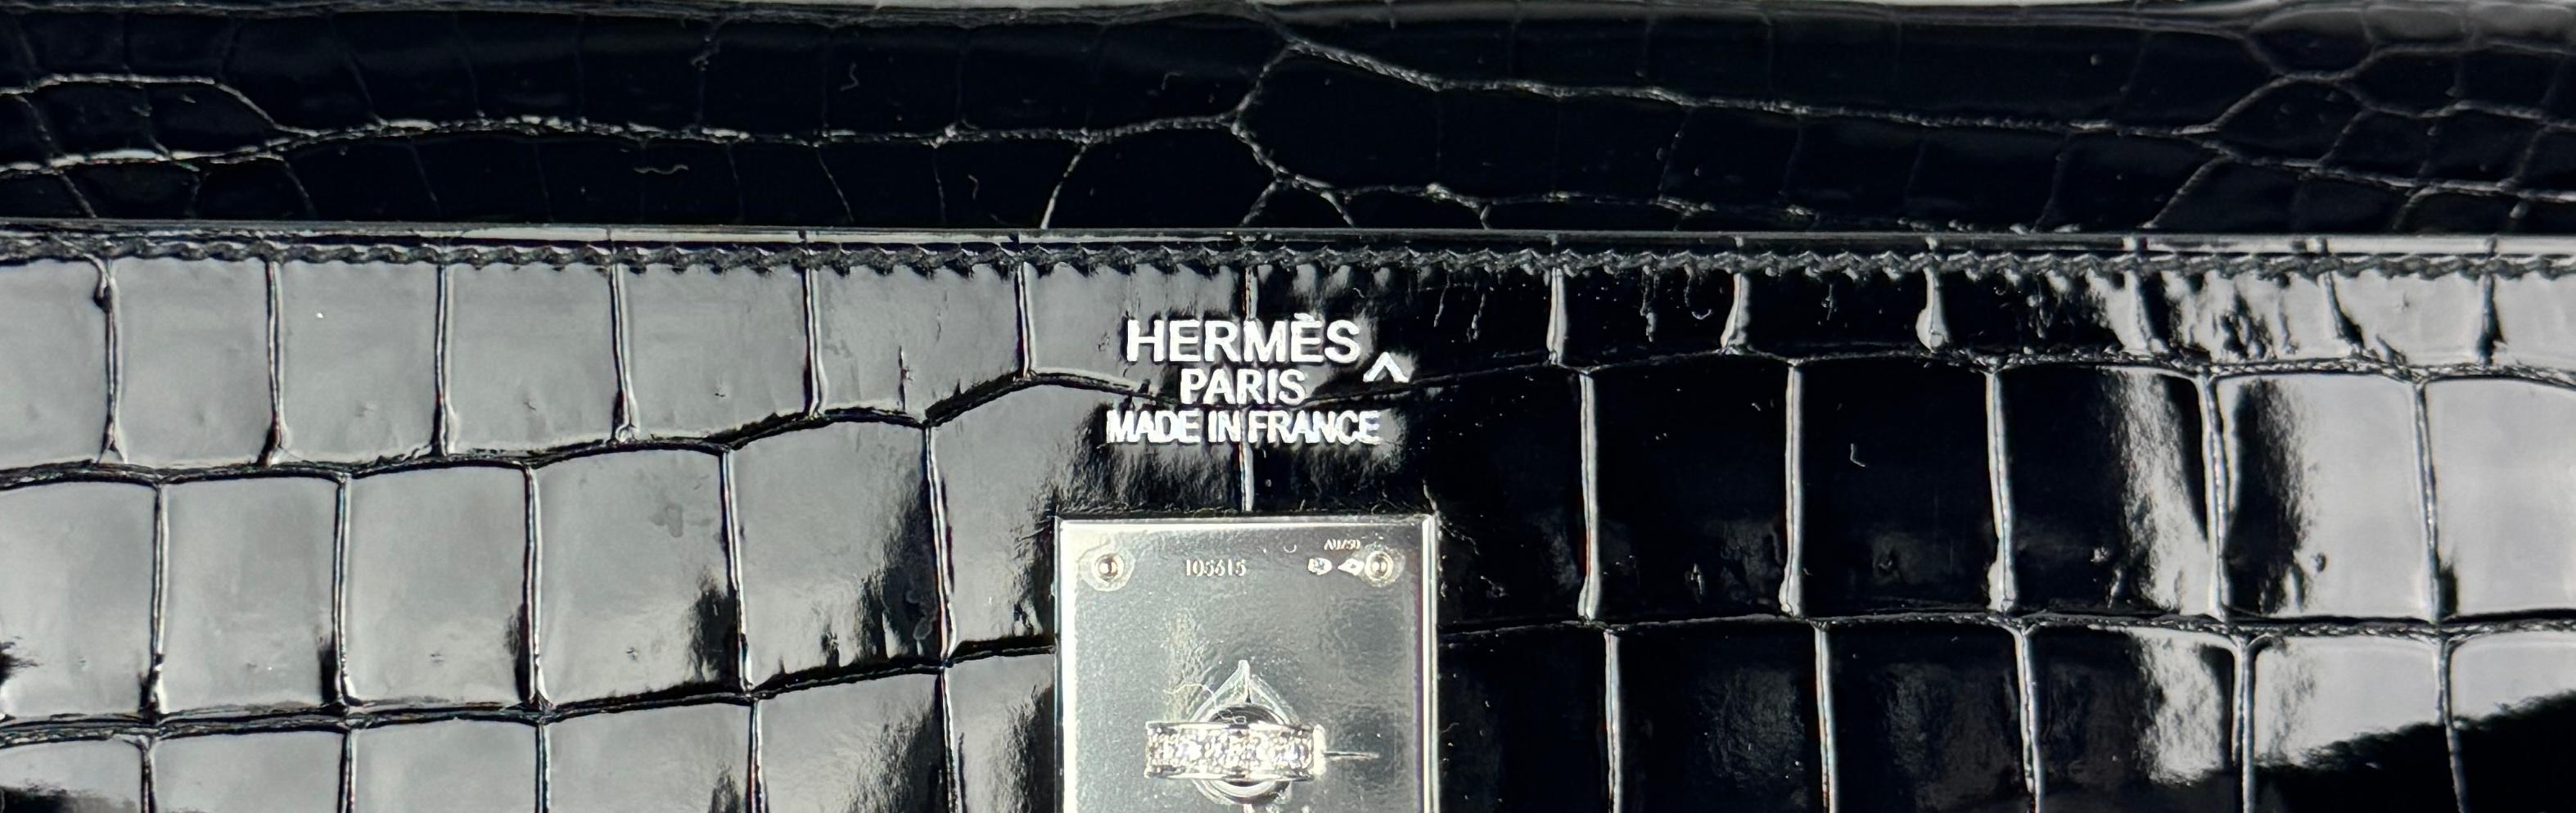 HERMÈS ^
PARIS
MADE IN FRANCE
AU750
105615